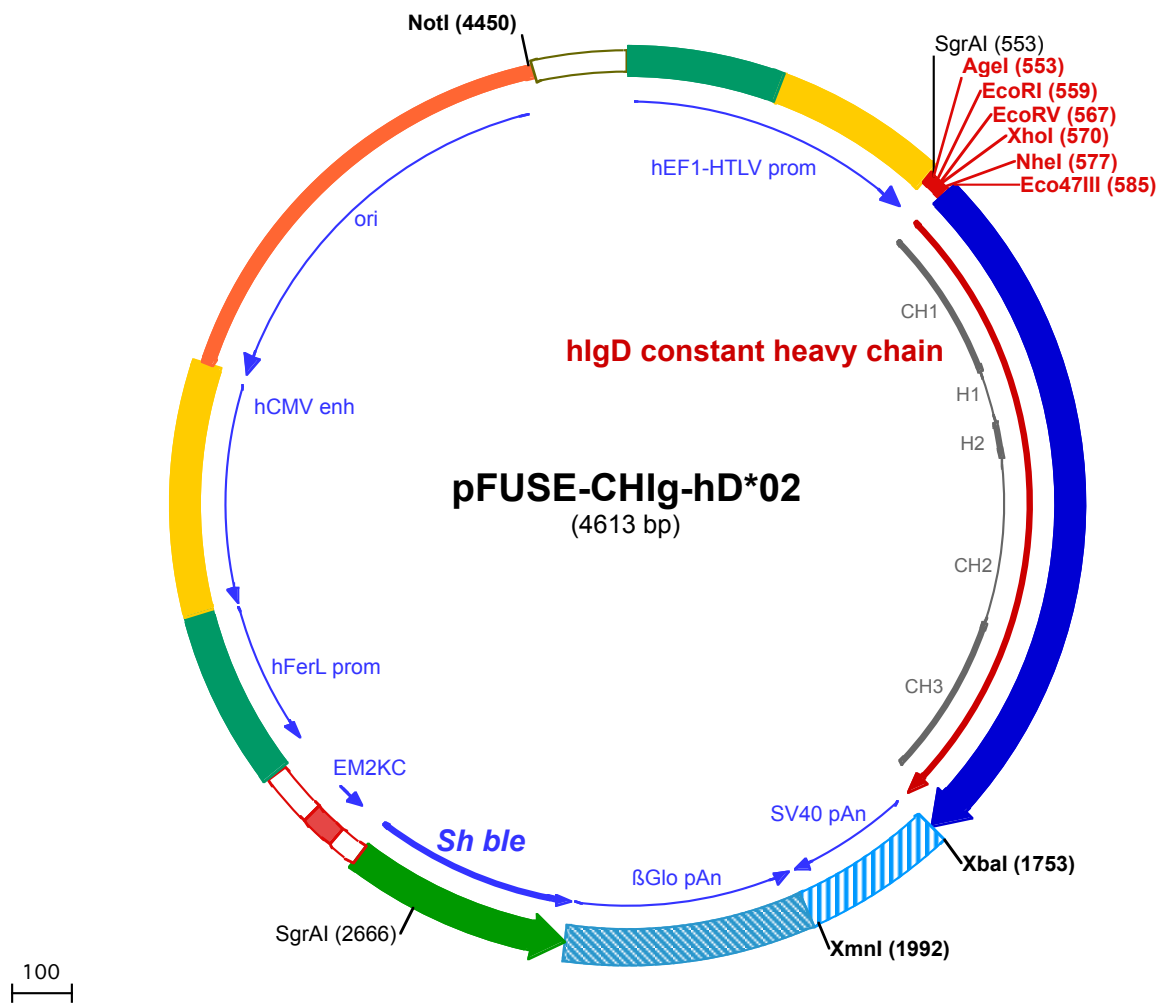 NotI (4450)
SgrAI (553)
AgeI (553)
EcoRI (559)
EcoRV (567)
XhoI (570)
NheI (577)
Eco47III (585)
hEF1-HTLV prom
ori
CH1
hIgD constant heavy chain
H1
hCMV enh
H2
pFUSE-CHIg-hD*02
(4613 bp)
CH2
hFerL prom
CH3
EM2KC
SV40 pAn
Sh ble
XbaI (1753)
ßGlo pAn
SgrAI (2666)
XmnI (1992)
100